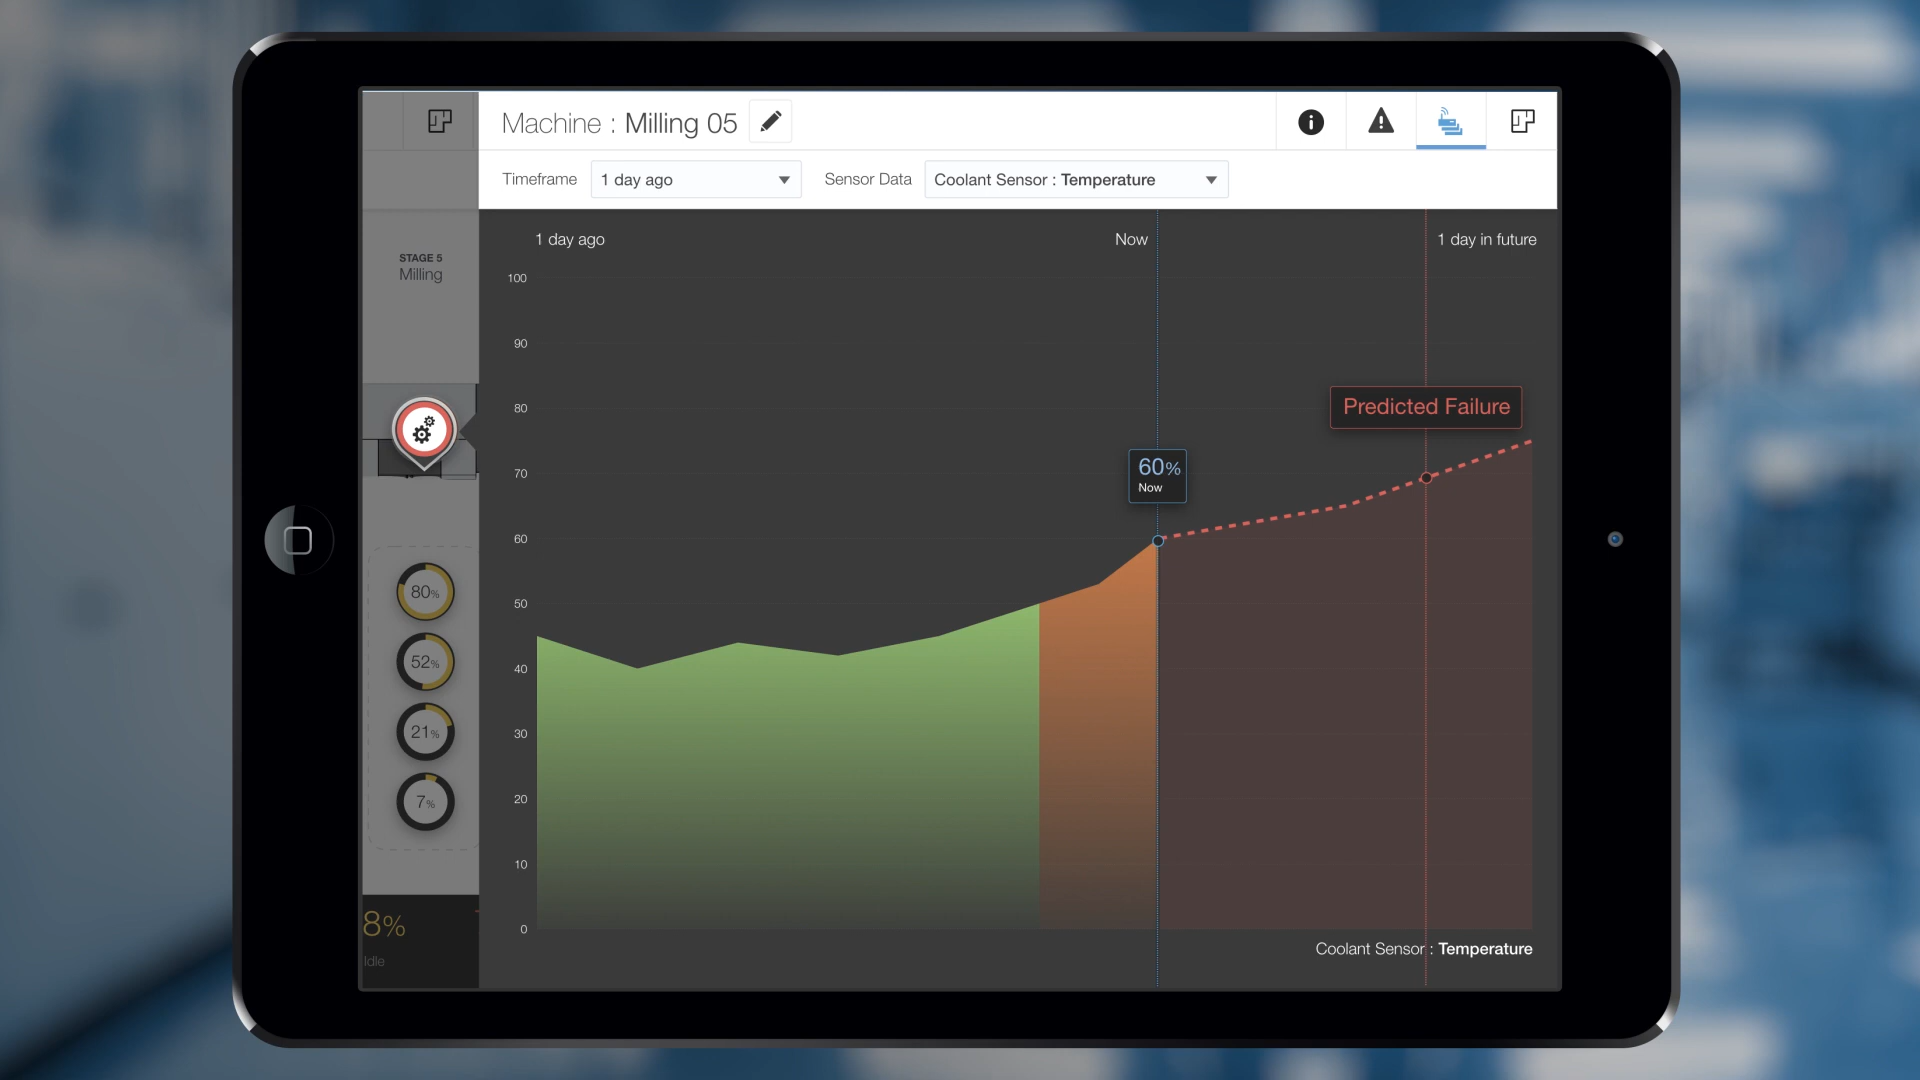 Machine : Milling 05
Timeframe 1 day ago Sensor Data Coolant Sensor : Temperature
1 day ago Now 1 day in future
STAGE 5
Milling
100
90
80
70
60
50
40
30
20
10
0
Predicted Failure
60%
Now
80%
52%
21%
7%
8%
Idle
Coolant Sensor : Temperature